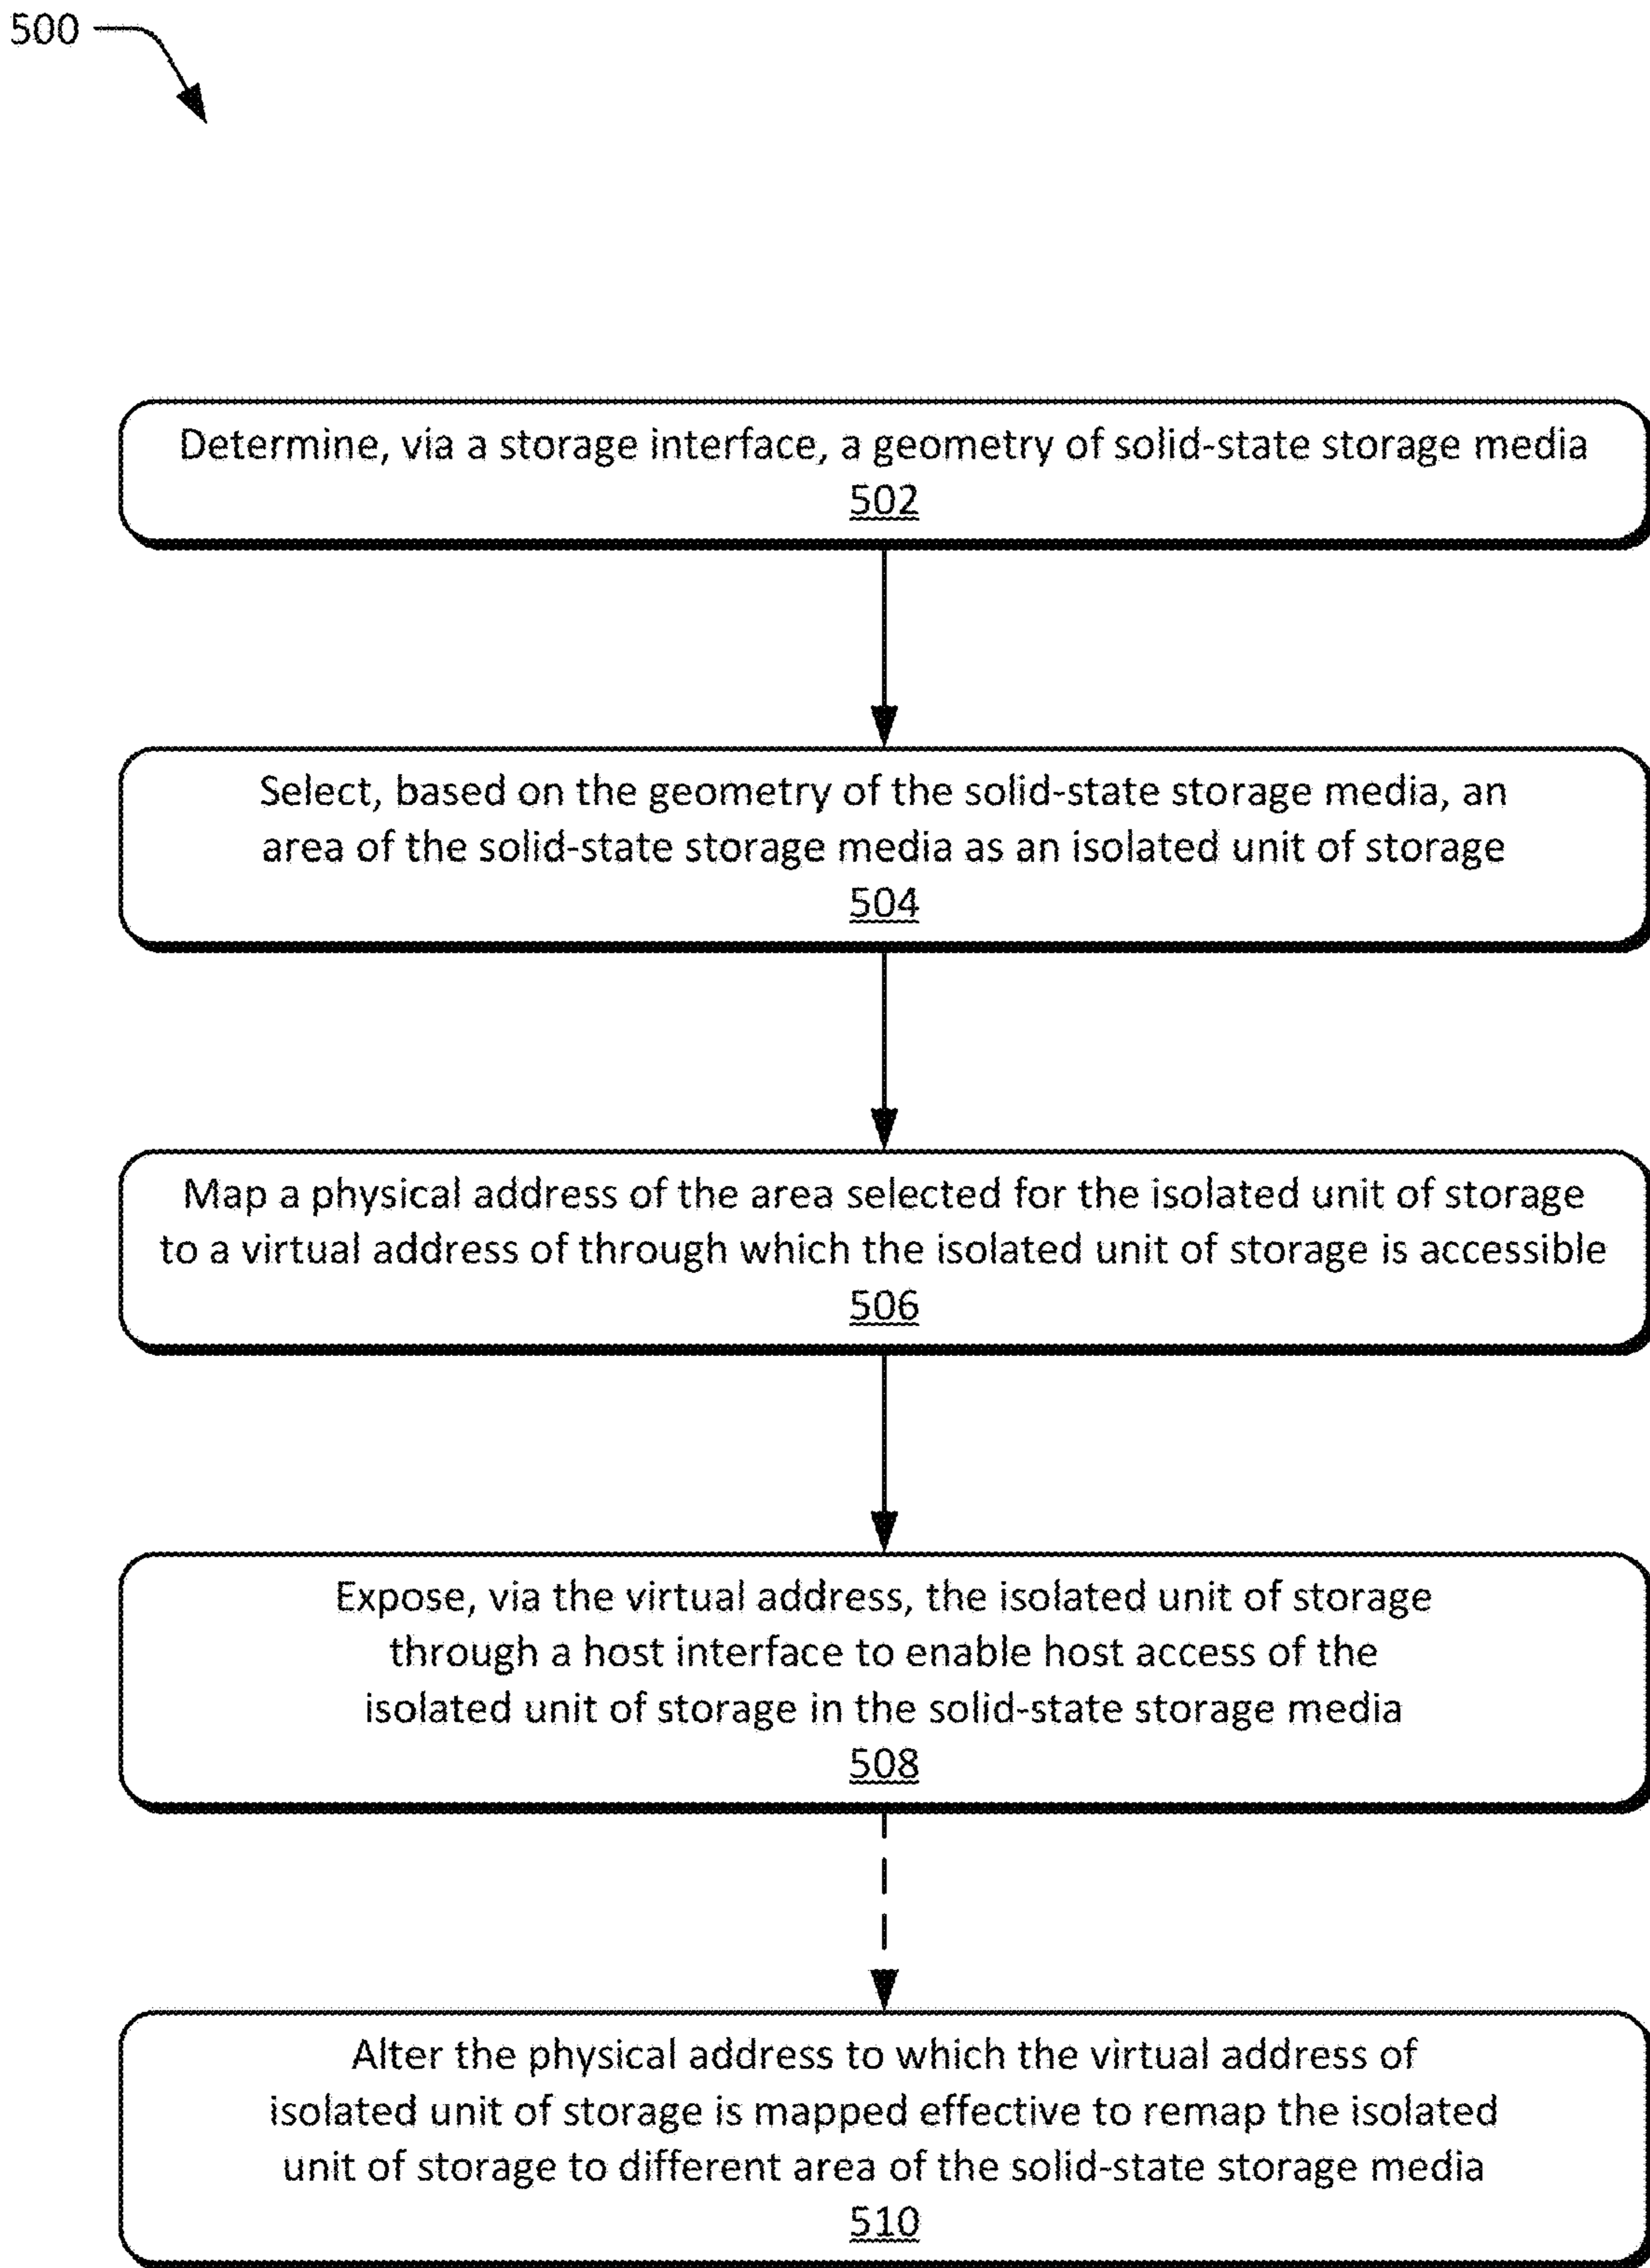 500
Determine, via a storage interface, a geometry of solid-state storage media
502
Select, based on the geometry of the solid-state storage media, an
area of the solid-state storage media as an isolated unit of storage
504
Map a physical address of the area selected for the isolated unit of storage
to a virtual address of through which the isolated unit of storage is accessible
506
Expose, via the virtual address, the isolated unit of storage
through a host interface to enable host access of the
isolated unit of storage in the solid-state storage media
508
Alter the physical address to which the virtual address of
isolated unit of storage is mapped effective to remap the isolated
unit of storage to different area of the solid-state storage media
510